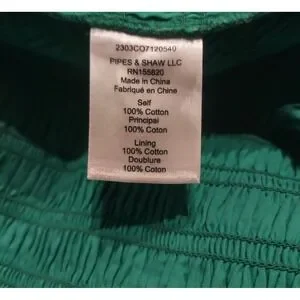 2303CO7120540
PIPES & SHAW LLC
RN155820
Made in China
Fabriqué en Chine
Self
100% Cotton
Principal
100% Coton
Lining
100% Cotton
Doublure
100% Coton